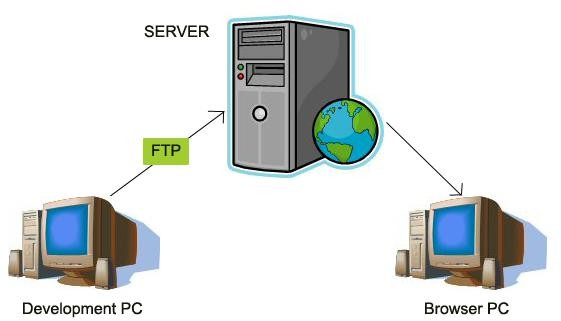 SERVER
FTP
Development PC
Browser PC